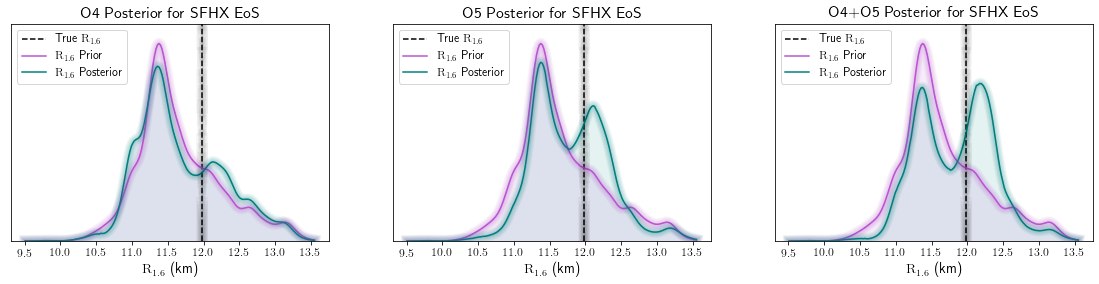 O4 Posterior for SFHX EoS
True R1.6
R1.6 Prior
R1.6 Posterior
9.5 10.0 10.5 11.0 11.5 12.0 12.5 13.0 13.5
R1.6 (km)
O5 Posterior for SFHX EoS
True R1.6
R1.6 Prior
R1.6 Posterior
9.5 10.0 10.5 11.0 11.5 12.0 12.5 13.0 13.5
R1.6 (km)
O4+O5 Posterior for SFHX EoS
True R1.6
R1.6 Prior
R1.6 Posterior
9.5 10.0 10.5 11.0 11.5 12.0 12.5 13.0 13.5
R1.6 (km)